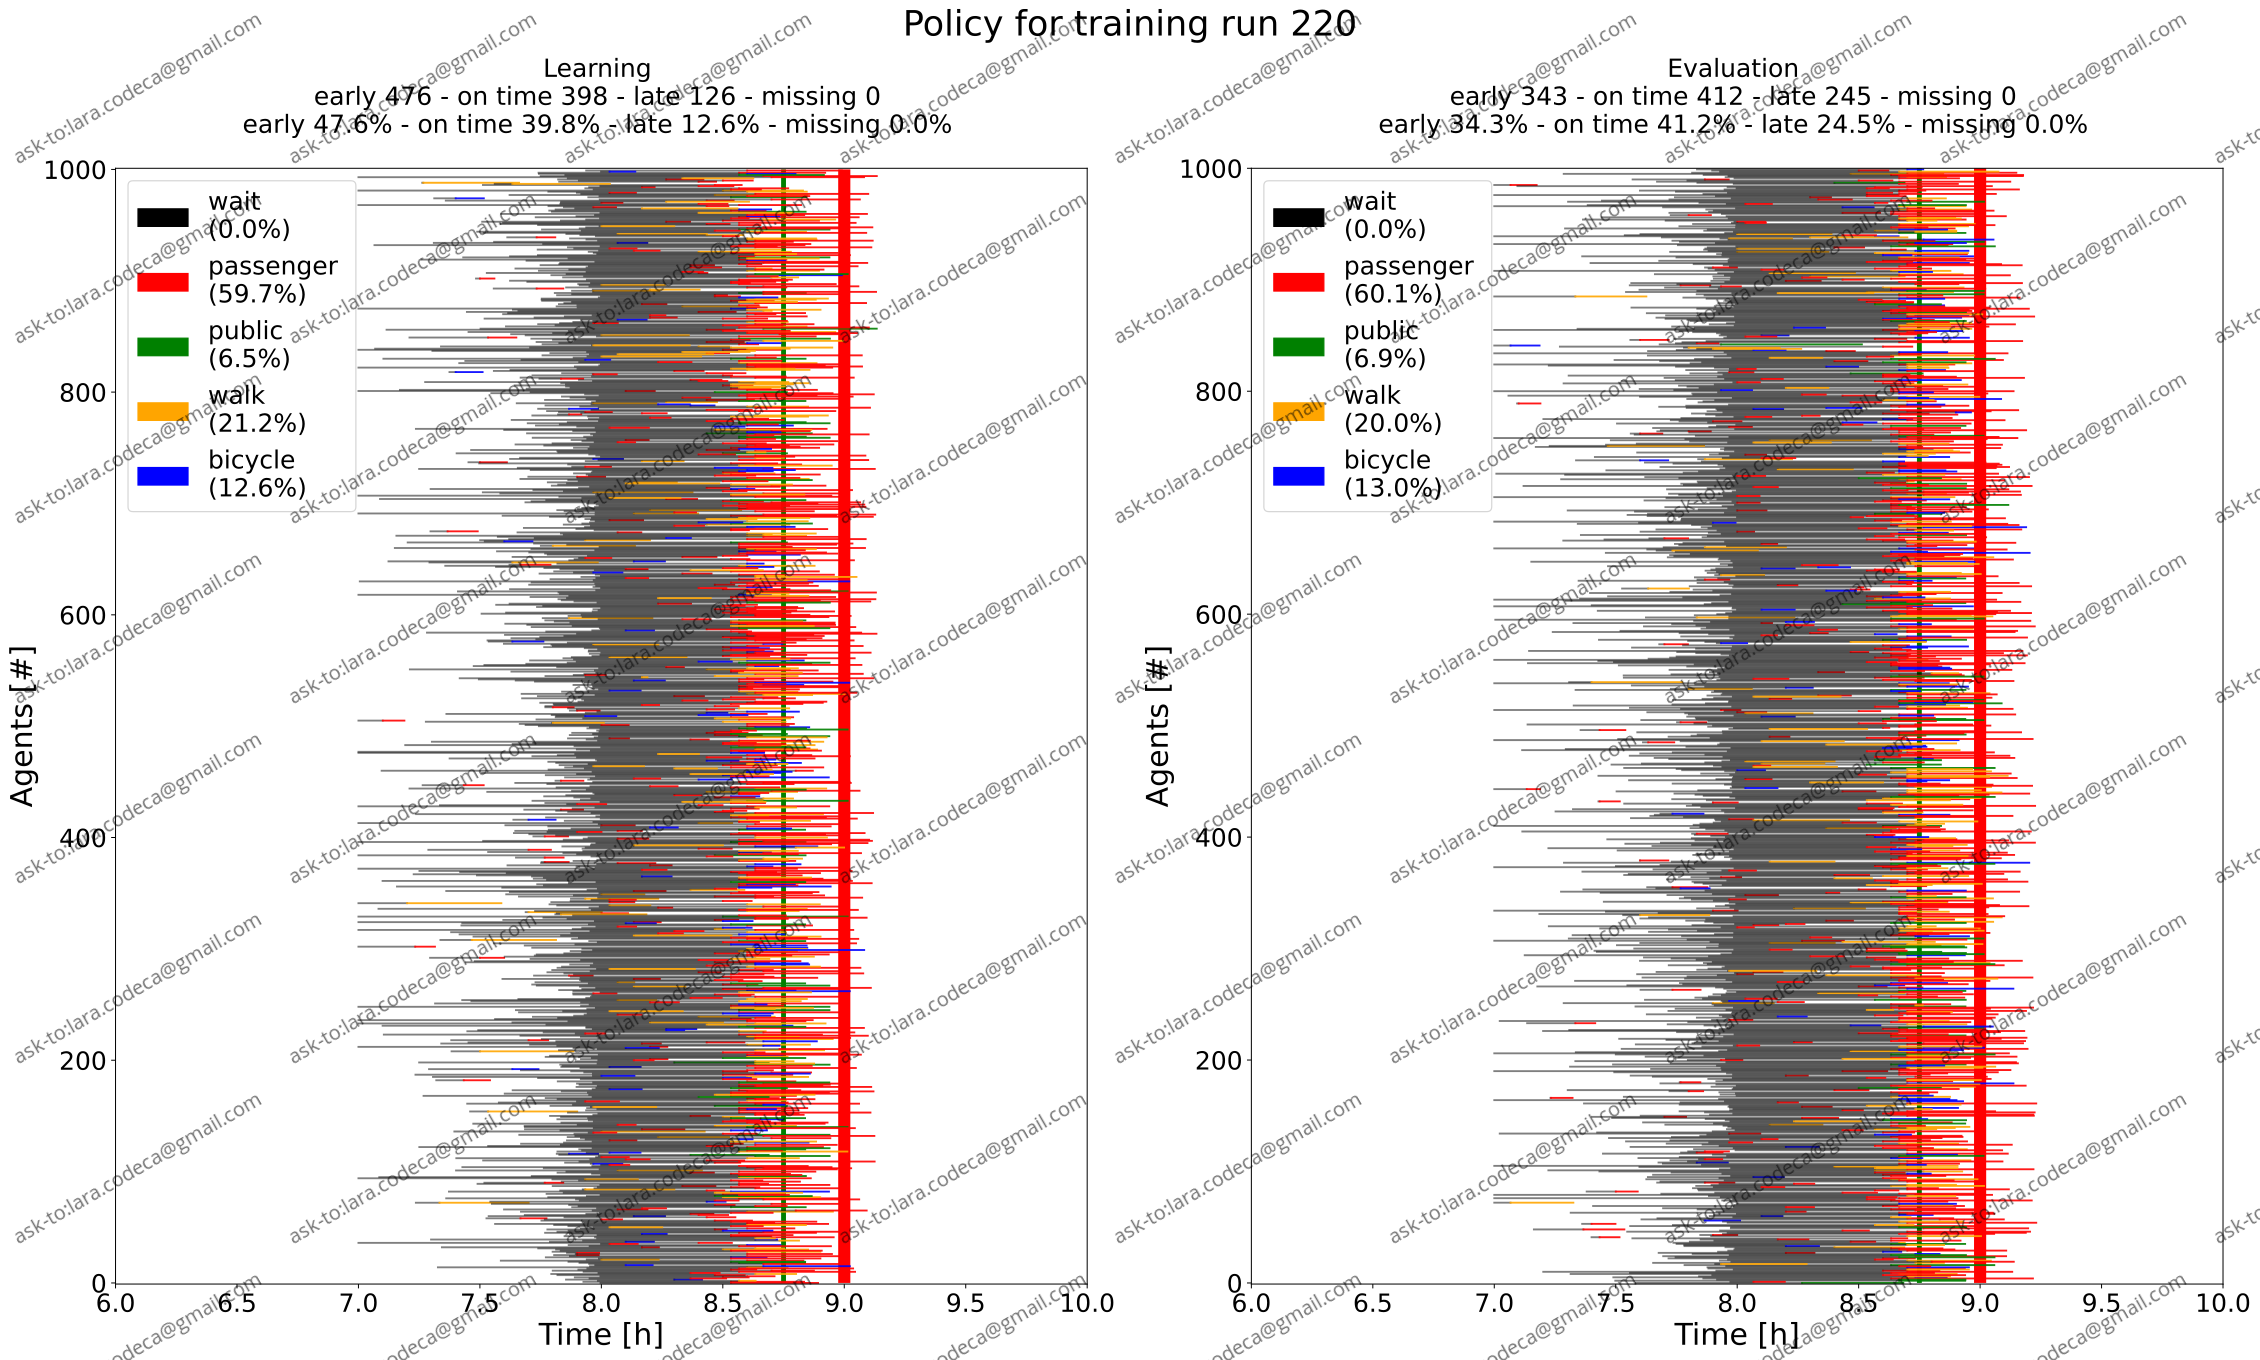 Policy for training run 220
Learning
early 476 - on time 398 - late 126 - missing 0
early 47.6% - on time 39.8% - late 12.6% - missing 0.0%
1000
800
600
400
200
0
Agents [#]
wait
(0.0%)
passenger
(59.7%)
public
(6.5%)
walk
(21.2%)
bicycle
(12.6%)
6.0 6.5 7.0 7.5 8.0 8.5 9.0 9.5 10.0
Time [h]
Evaluation
early 343 - on time 412 - late 245 - missing 0
early 34.3% - on time 41.2% - late 24.5% - missing 0.0%
1000
800
600
400
200
0
Agents [#]
wait
(0.0%)
passenger
(60.1%)
public
(6.9%)
walk
(20.0%)
bicycle
(13.0%)
6.0 6.5 7.0 7.5 8.0 8.5 9.0 9.5 10.0
Time [h]
ask-to:lara.codeca@gmail.com